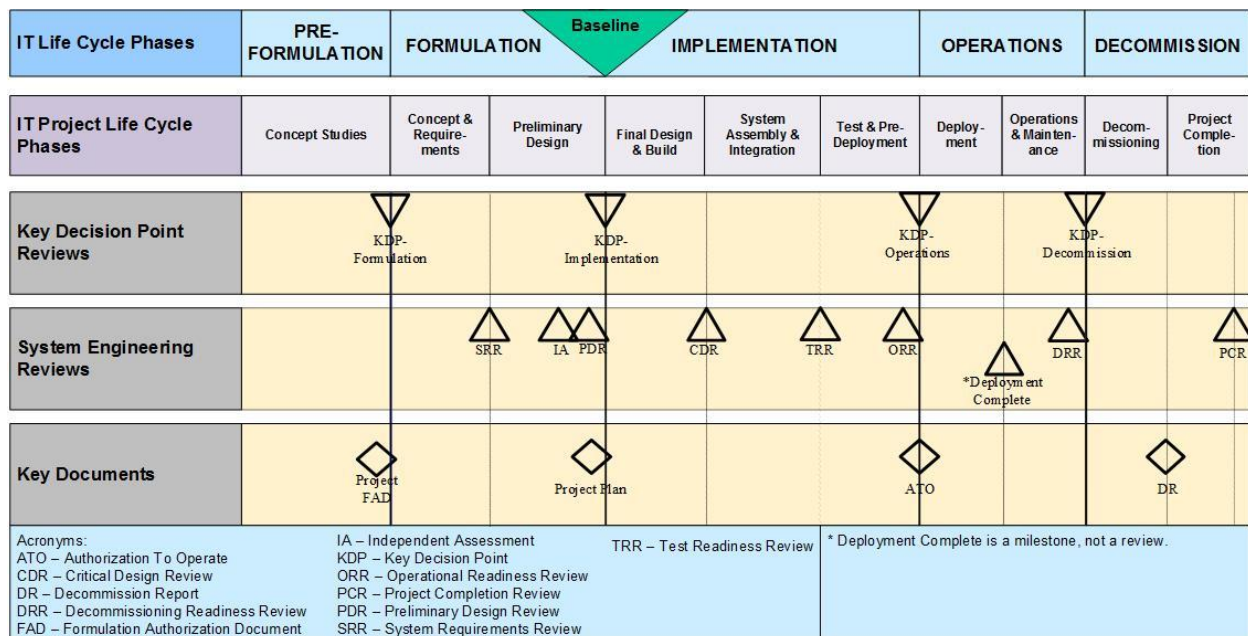 IT Life Cycle Phases
PRE-
FORMULATION
FORMULATION
Baseline
IMPLEMENTATION
OPERATIONS
DECOMMISSION
IT Project Life Cycle
Phases
Concept Studies
Concept &
Require-
ments
Preliminary
Design
Final Design
& Build
System
Assembly &
Integration
Test & Pre-
Deployment
Deploy-
ment
Operations
& Mainten-
ance
Decom-
missioning
Project
Comple-
tion
Key Decision Point
Reviews
KDP-
Formulation
KDP-
Implementation
KDP-
Operations
KDP-
Decommission
System Engineering
Reviews
SRR
IA
PDR
CDR
TRR
ORR
*Deployment
Complete
DRR
PCR
Key Documents
Project
FAD
Project Plan
ATO
DR
Acronyms:
ATO – Authorization To Operate
CDR – Critical Design Review
DR – Decommission Report
DRR – Decommissioning Readiness Review
FAD – Formulation Authorization Document
IA – Independent Assessment
KDP – Key Decision Point
ORR – Operational Readiness Review
PCR – Project Completion Review
PDR – Preliminary Design Review
SRR – System Requirements Review
TRR – Test Readiness Review
* Deployment Complete is a milestone, not a review.